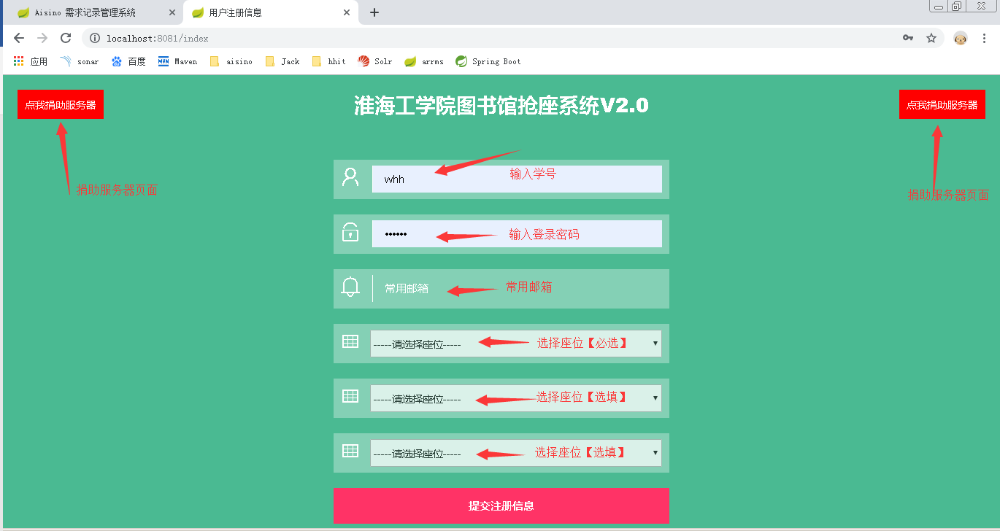 Aisino 需求记录管理系统
用户注册信息
localhost:8081/index
应用 sonar 百度 Maven aisino Jack hhit Solr arrms Spring Boot
点我捐助服务器
淮海工学院图书馆抢座系统V2.0
点我捐助服务器
捐助服务器页面
捐助服务器页面
whh
输入学号
••••••
输入登录密码
常用邮箱
常用邮箱
-----请选择座位-----
选择座位【必选】
-----请选择座位-----
选择座位【选填】
-----请选择座位-----
选择座位【选填】
提交注册信息